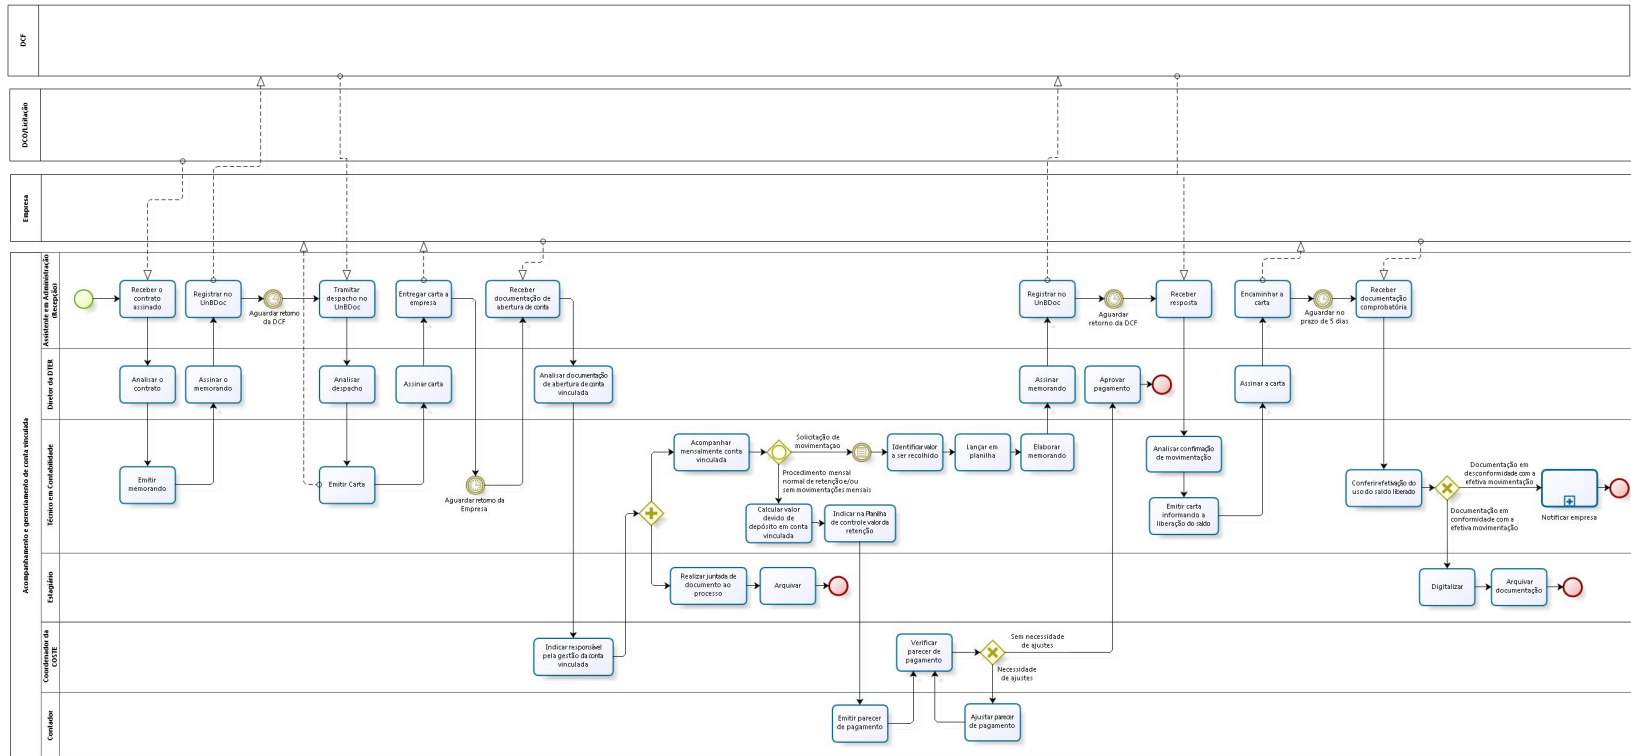 DCF
DCO/Licitação
Empresa
Acompanhamento e gerenciamento de conta vinculada
Assistente em Administração
(Recepção)
Receber o
contrato
assinado
Registrar no
UnBDoc
Aguardar retorno
da DCF
Tramitar
despacho no
UnBDoc
Entregar carta a
empresa
Receber
documentação de
abertura de conta
Registrar no
UnBDoc
Aguardar
retorno da DCF
Receber
resposta
Encaminhar a
carta
Aguardar no
prazo de 5 dias
Receber
documentação
comprobatória
Diretor da DTER
Analisar o
contrato
Assinar o
memorando
Analisar
despacho
Assinar carta
Analisar documentação
de abertura de conta
vinculada
Assinar
memorando
Aprovar
pagamento
Assinar a carta
Técnico em Contabilidade
Emitir
memorando
Emitir Carta
Aguardar retorno da
Empresa
Acompanhar
mensalmente conta
vinculada
Solicitação de
movimentaçao
Procedimento mensal
normal de retenção e/ou
sem movimentações mensais
Identificar valor
a ser recolhido
Lançar em
planilha
Elaborar
memorando
Calcular valor
devido de
depósito em conta
vinculada
Indicar na Planilha
de controle valor da
retenção
Analisar confirmação
de movimentação
Emitir carta
informando a
liberação do saldo
Conferir efetivação do
uso do saldo liberado
Documentação em
desconformidade com a
efetiva movimentação
Documentação em
conformidade com a
efetiva movimentação
Notificar empresa
Estagiário
Realizar juntada de
documento ao
processo
Arquivar
Digitalizar
Arquivar
documentação
Coordenador da
COSTE
Indicar responsável
pela gestão da conta
vinculada
Verificar
parecer de
pagamento
Sem necessidade
de ajustes
Necessidade
de ajustes
Contador
Emitir parecer
de pagamento
Ajustar parecer
de pagamento